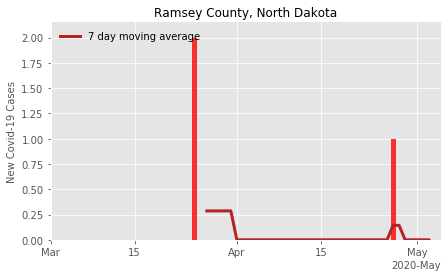 Ramsey County, North Dakota
7 day moving average
New Covid-19 Cases
2.00
1.75
1.50
1.25
1.00
0.75
0.50
0.25
0.00
Mar
15
Apr
15
May
2020-May